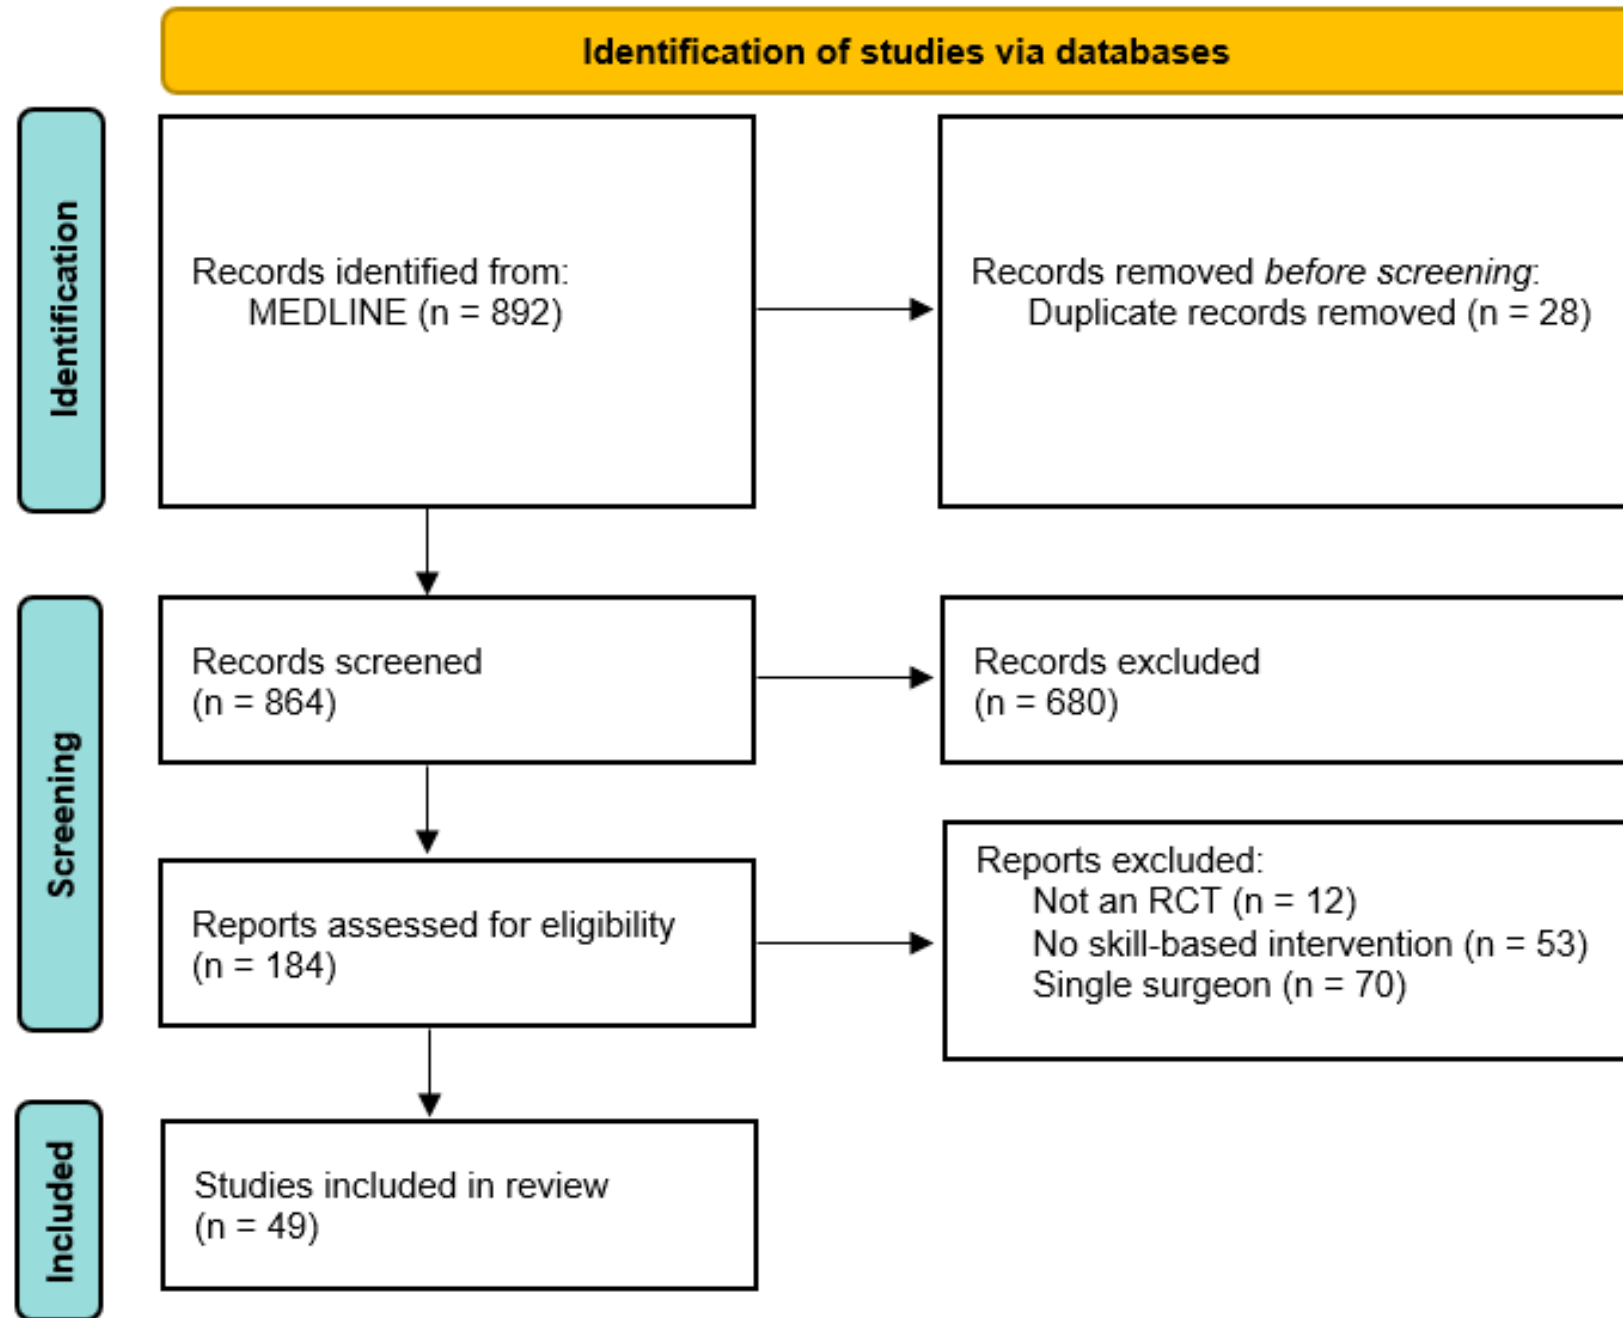 Identification of studies via databases
Identification
Records identified from:
MEDLINE (n = 892)
Records removed before screening:
Duplicate records removed (n = 28)
Screening
Records screened
(n = 864)
Records excluded
(n = 680)
Reports assessed for eligibility
(n = 184)
Reports excluded:
Not an RCT (n = 12)
No skill-based intervention (n = 53)
Single surgeon (n = 70)
Included
Studies included in review
(n = 49)